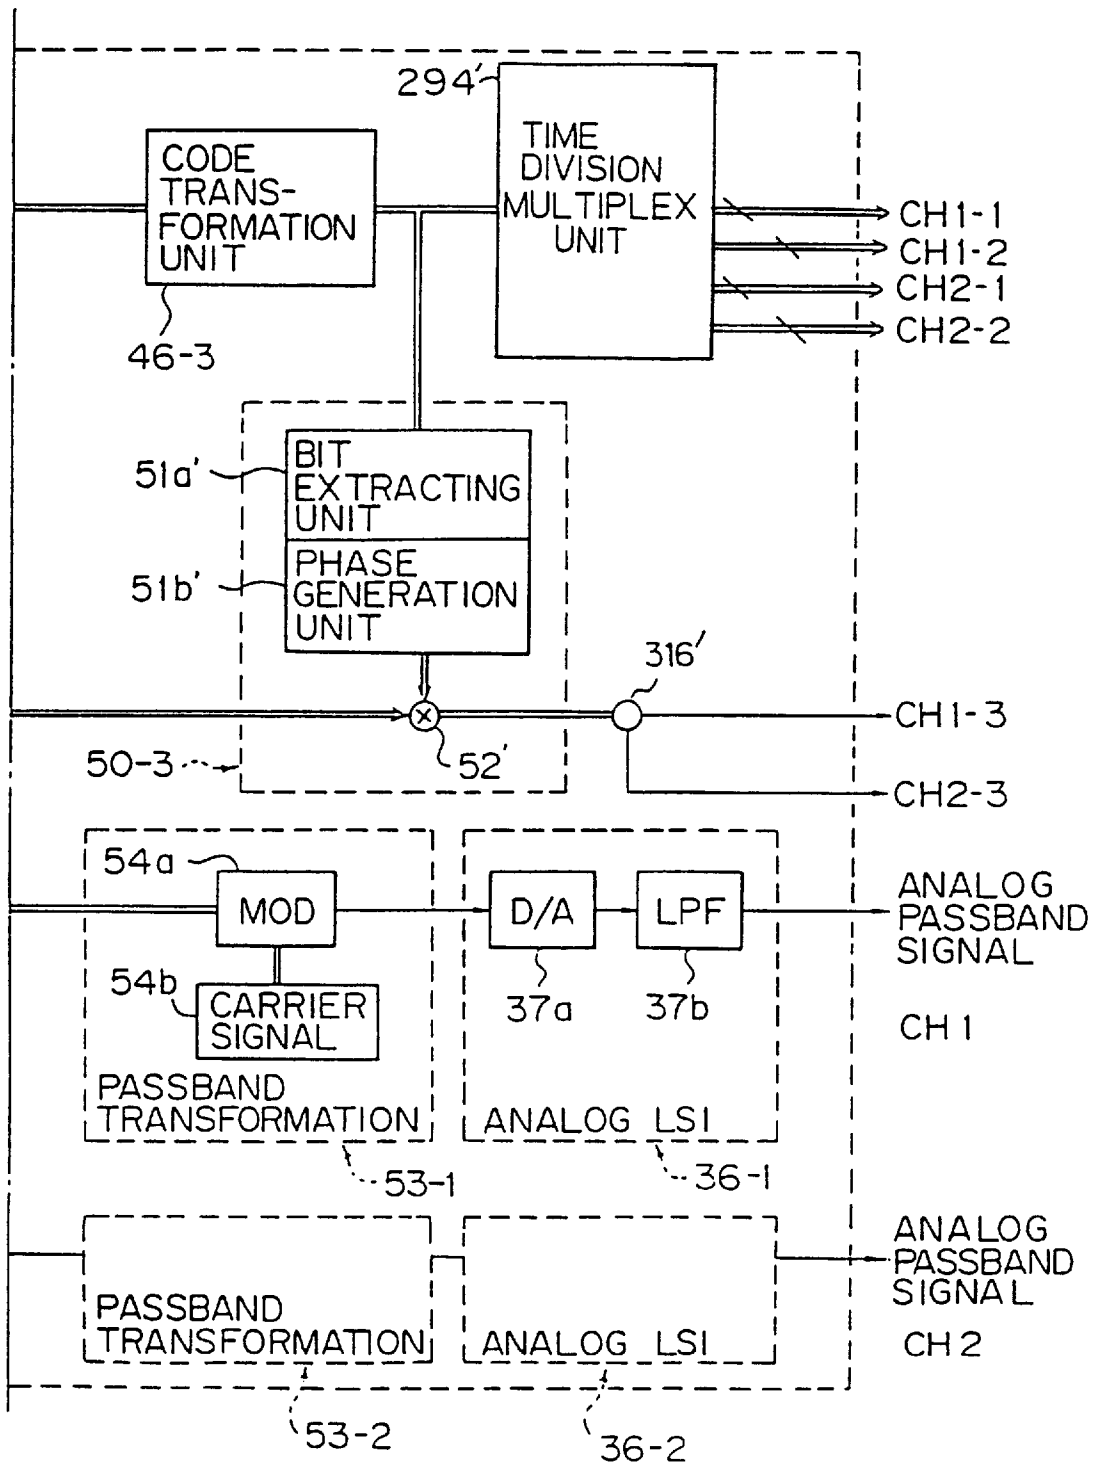 294'
TIME
DIVISION
MULTIPLEX
UNIT
CODE
TRANS-
FORMATION
UNIT
46-3
CH1-1
CH1-2
CH2-1
CH2-2
51a'
BIT
EXTRACTING
UNIT
51b'
PHASE
GENERATION
UNIT
316'
×
52'
50-3
CH1-3
CH2-3
54a
MOD
D/A
LPF
ANALOG
PASSBAND
SIGNAL
54b
CARRIER
SIGNAL
37a
37b
CH1
PASSBAND
TRANSFORMATION
ANALOG LSI
53-1
36-1
ANALOG
PASSBAND
SIGNAL
PASSBAND
TRANSFORMATION
ANALOG LSI
CH2
53-2
36-2